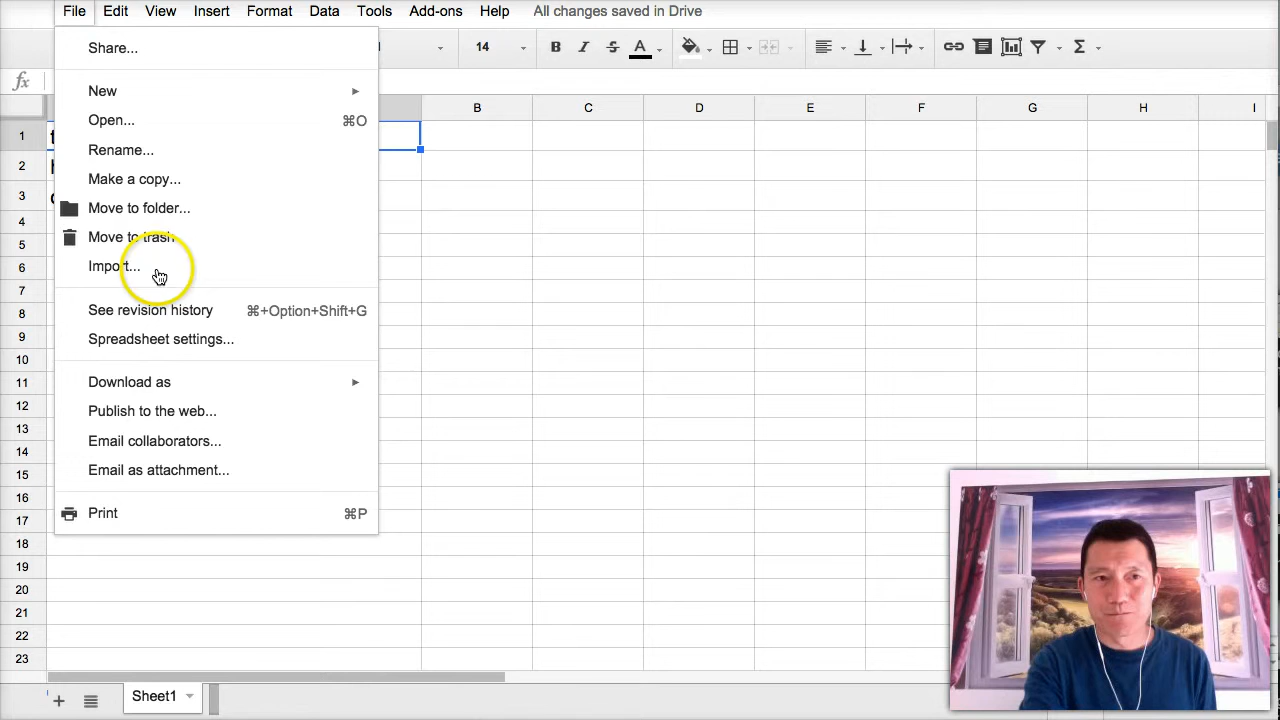 File Edit View Insert Format Data Tools Add-ons Help All changes saved in Drive
14 B I S A Σ
fx
Share...
New
Open... ⌘O
Rename...
Make a copy...
Move to folder...
Move to trash
Import...
See revision history ⌘+Option+Shift+G
Spreadsheet settings...
Download as
Publish to the web...
Email collaborators...
Email as attachment...
Print ⌘P
B C D E F G H I
1
2
3
4
5
6
7
8
9
10
11
12
13
14
15
16
17
18
19
20
21
22
23
Sheet1